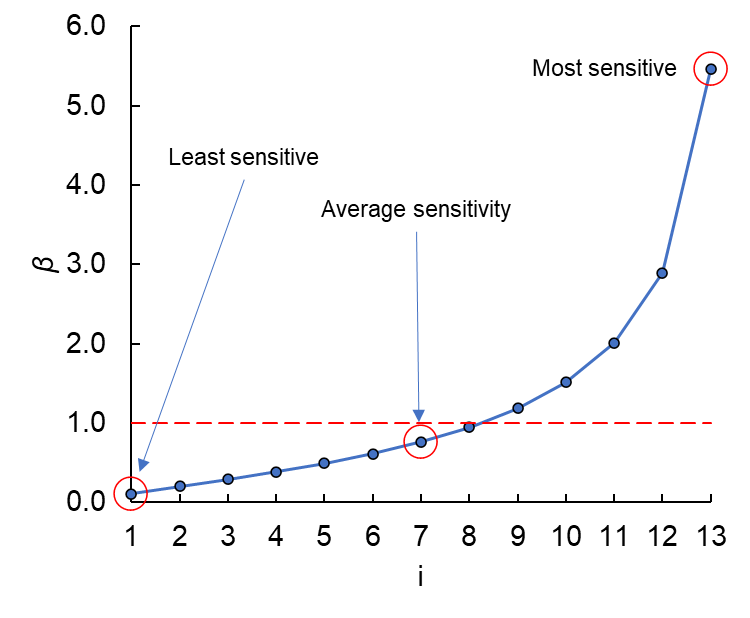 6.0
Most sensitive
5.0
Least sensitive
4.0
Average sensitivity
β
3.0
2.0
1.0
0.0
1 2 3 4 5 6 7 8 9 10 11 12 13
i